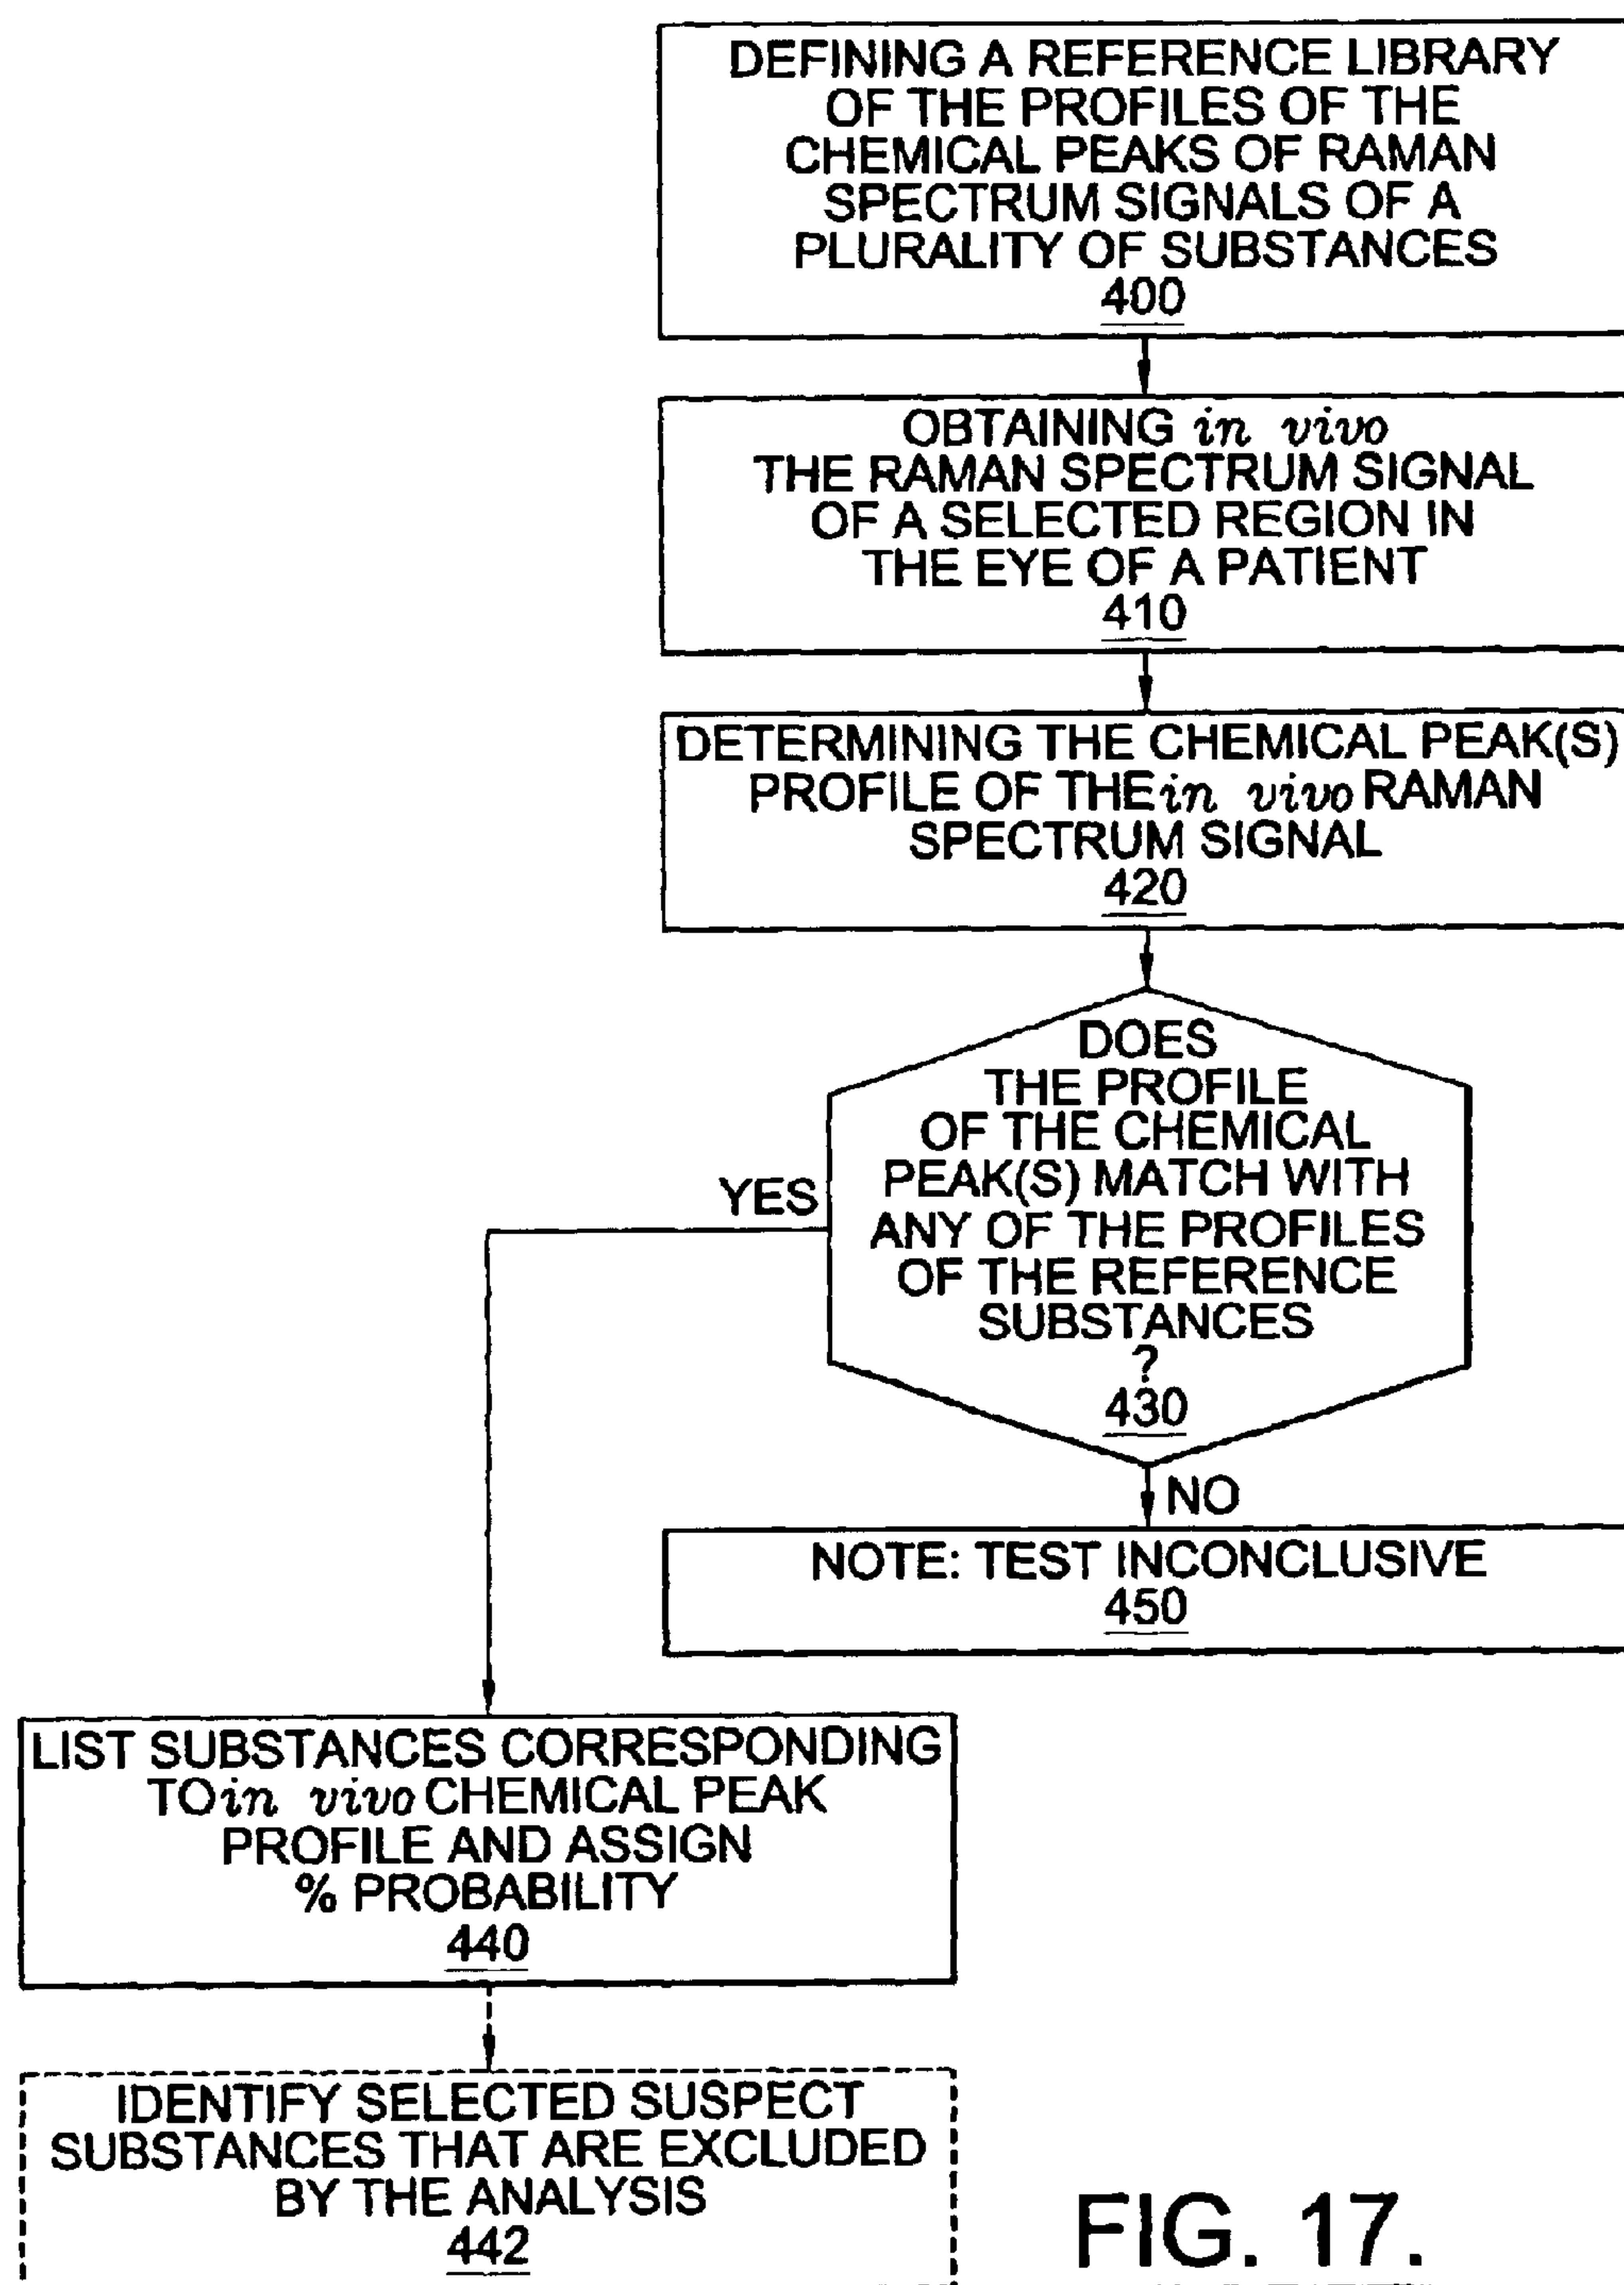 DEFINING A REFERENCE LIBRARY
OF THE PROFILES OF THE
CHEMICAL PEAKS OF RAMAN
SPECTRUM SIGNALS OF A
PLURALITY OF SUBSTANCES
400
OBTAINING in vivo
THE RAMAN SPECTRUM SIGNAL
OF A SELECTED REGION IN
THE EYE OF A PATIENT
410
DETERMINING THE CHEMICAL PEAK(S)
PROFILE OF THE in vivo RAMAN
SPECTRUM SIGNAL
420
DOES
THE PROFILE
OF THE CHEMICAL
PEAK(S) MATCH WITH
ANY OF THE PROFILES
OF THE REFERENCE
SUBSTANCES
?
430
YES
NO
NOTE: TEST INCONCLUSIVE
450
LIST SUBSTANCES CORRESPONDING
TO in vivo CHEMICAL PEAK
PROFILE AND ASSIGN
% PROBABILITY
440
IDENTIFY SELECTED SUSPECT
SUBSTANCES THAT ARE EXCLUDED
BY THE ANALYSIS
442
FIG. 17.